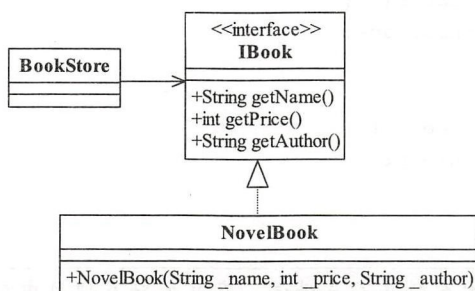 <<interface>>
IBook
BookStore
+String getName()
+int getPrice()
+String getAuthor()
NovelBook
+NovelBook(String _name, int _price, String _author)